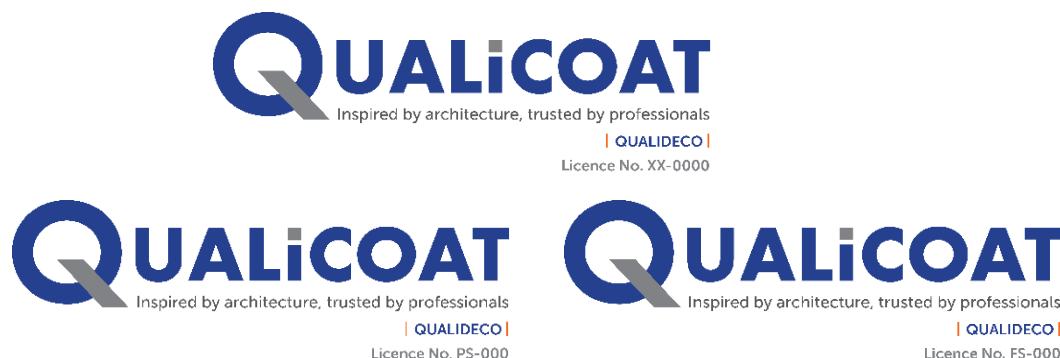 QUALiCOAT
Inspired by architecture, trusted by professionals
| QUALIDECO |
Licence No. XX-0000
QUALiCOAT
Inspired by architecture, trusted by professionals
| QUALIDECO |
Licence No. PS-000
QUALiCOAT
Inspired by architecture, trusted by professionals
| QUALIDECO |
Licence No. FS-000